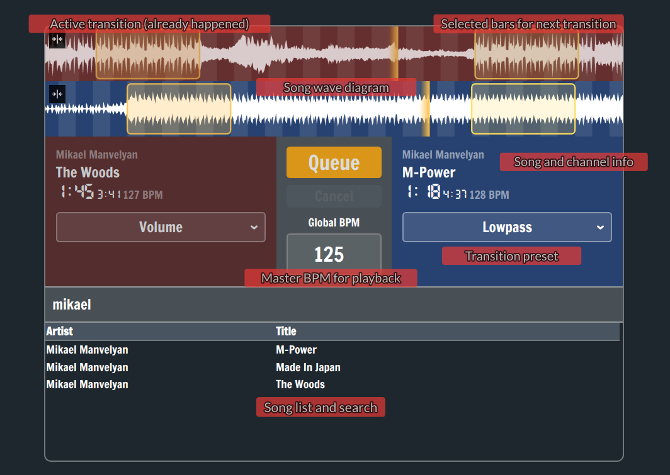 Active transition (already happened)
Selected bars for next transition
Song wave diagram
Mikael Manvelyan
The Woods
1:45 3:41 127 BPM
Volume
Queue
Cancel
Global BPM
125
Mikael Manvelyan
M-Power
1:18 4:37 128 BPM
Lowpass
Song and channel info
Transition preset
Master BPM for playback
mikael
Artist Title
Mikael Manvelyan M-Power
Mikael Manvelyan Made In Japan
Mikael Manvelyan The Woods
Song list and search